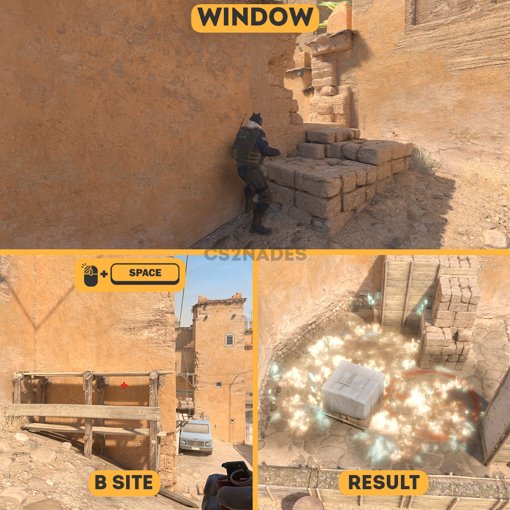 WINDOW
CS2NADES
+ SPACE
B SITE
RESULT